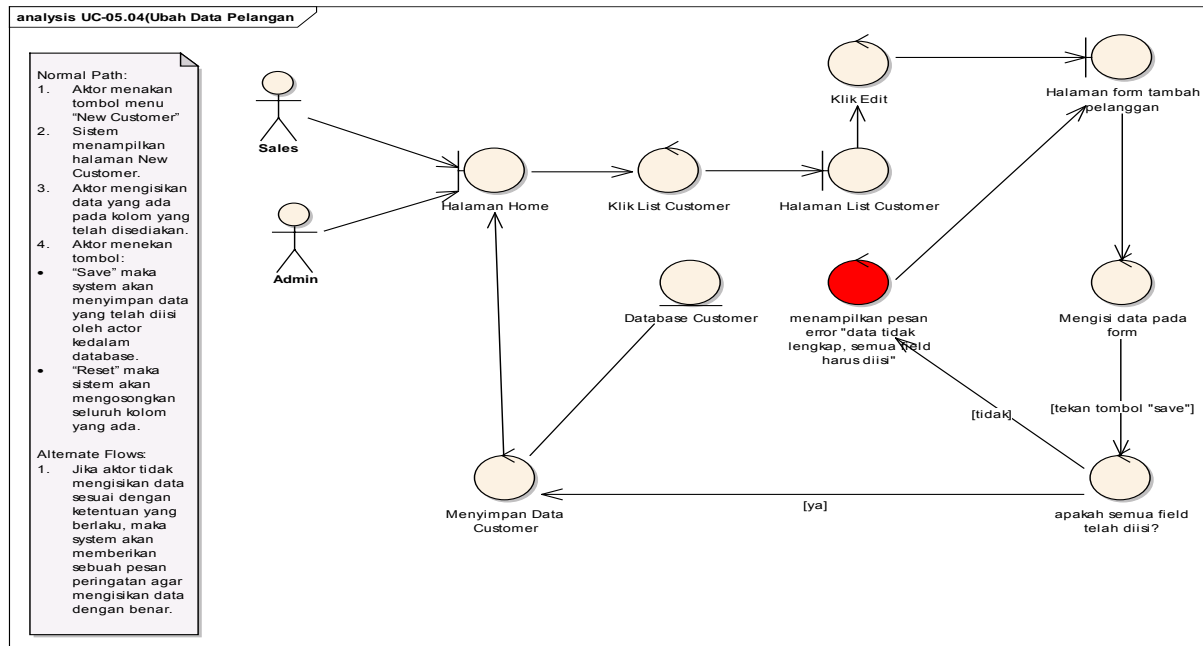 analysis UC-05.04(Ubah Data Pelangan
Normal Path:
1. Aktor menakan
tombol menu
“New Customer”
2. Sistem
menampilkan
halaman New
Customer.
3. Aktor mengisikan
data yang ada
pada kolom yang
telah disediakan.
4. Aktor menekan
tombol:
• “Save” maka
system akan
menyimpan data
yang telah diisi
oleh actor
kedalam
database.
• “Reset” maka
sistem akan
mengosongkan
seluruh kolom
yang ada.
Alternate Flows:
1. Jika aktor tidak
mengisikan data
sesuai dengan
ketentuan yang
berlaku, maka
system akan
memberikan
sebuah pesan
peringatan agar
mengisikan data
dengan benar.
Sales
Admin
Halaman Home
Klik List Customer
Halaman List Customer
Klik Edit
Halaman form tambah
pelanggan
Database Customer
menampilkan pesan
error "data tidak
lengkap, semua field
harus diisi"
Mengisi data pada
form
[tidak]
[tekan tombol "save"]
Menyimpan Data
Customer
[ya]
apakah semua field
telah diisi?